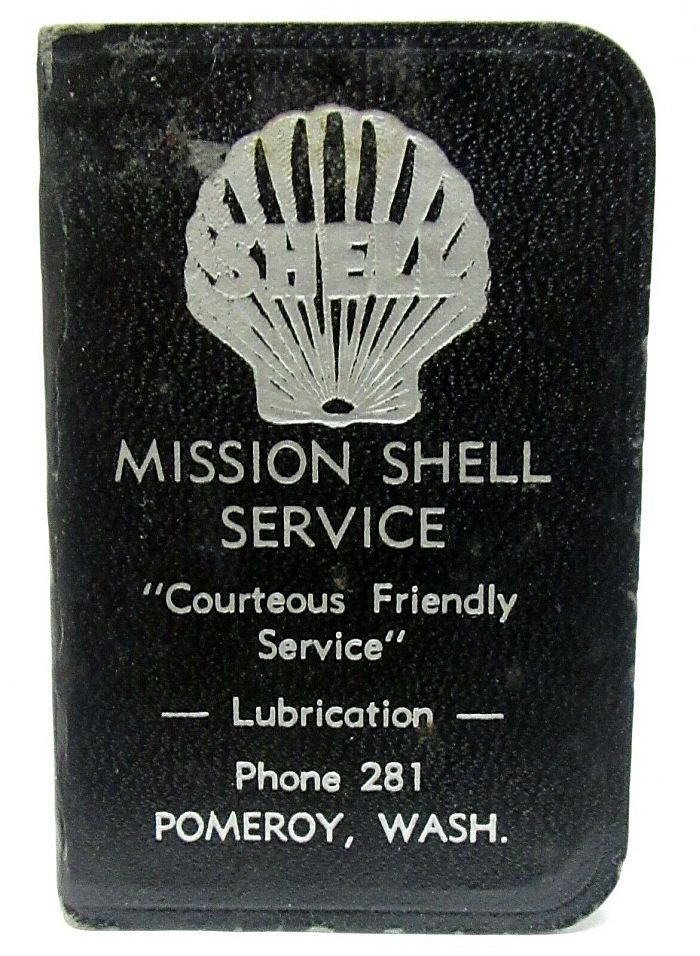 SHELL
MISSION SHELL
SERVICE
"Courteous Friendly
Service"
— Lubrication —
Phone 281
POMEROY, WASH.